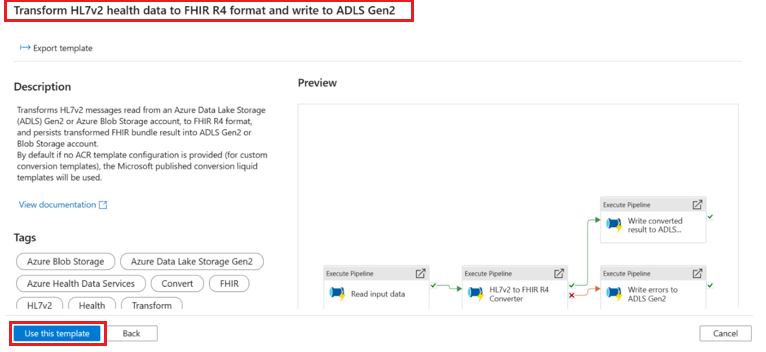 Transform HL7v2 health data to FHIR R4 format and write to ADLS Gen2
Export template
Description
Transforms HL7v2 messages read from an Azure Data Lake Storage
(ADLS) Gen2 or Azure Blob Storage account, to FHIR R4 format,
and persists transformed FHIR bundle result into ADLS Gen2 or
Blob Storage account.
By default if no ACR template configuration is provided (for custom
conversion templates), the Microsoft published conversion liquid
templates will be used.
View documentation
Tags
Azure Blob Storage
Azure Data Lake Storage Gen2
Azure Health Data Services
Convert
FHIR
HL7v2
Health
Transform
Preview
Execute Pipeline
Read input data
Execute Pipeline
HL7v2 to FHIR R4
Converter
Execute Pipeline
Write converted
result to ADLS...
Execute Pipeline
Write errors to
ADLS Gen2
Use this template
Back
Cancel